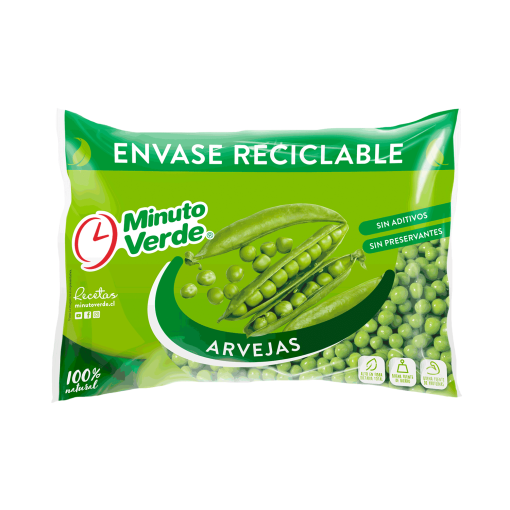 ENVASE RECICLABLE
Minuto
Verde®
SIN ADITIVOS
SIN PRESERVANTES
Recetas
minutoverde.cl
ARVEJAS
100%
natural